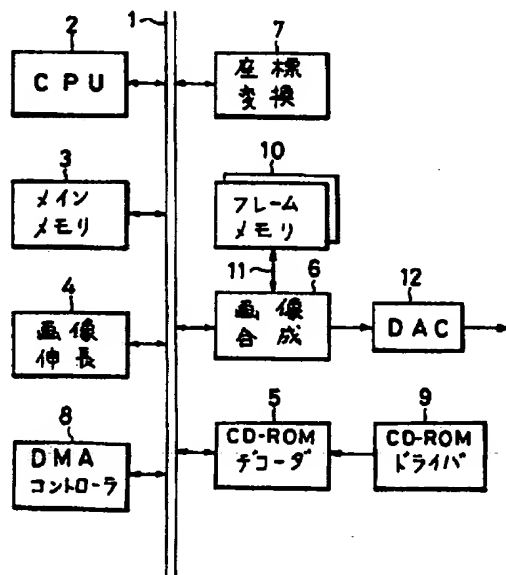 1
2
CPU
7
座標
変換
3
メイン
メモリ
10
フレーム
メモリ
11
4
画像
伸長
6
画像
合成
12
DAC
8
DMA
コントローラ
5
CD-ROM
デコーダ
9
CD-ROM
ドライバ